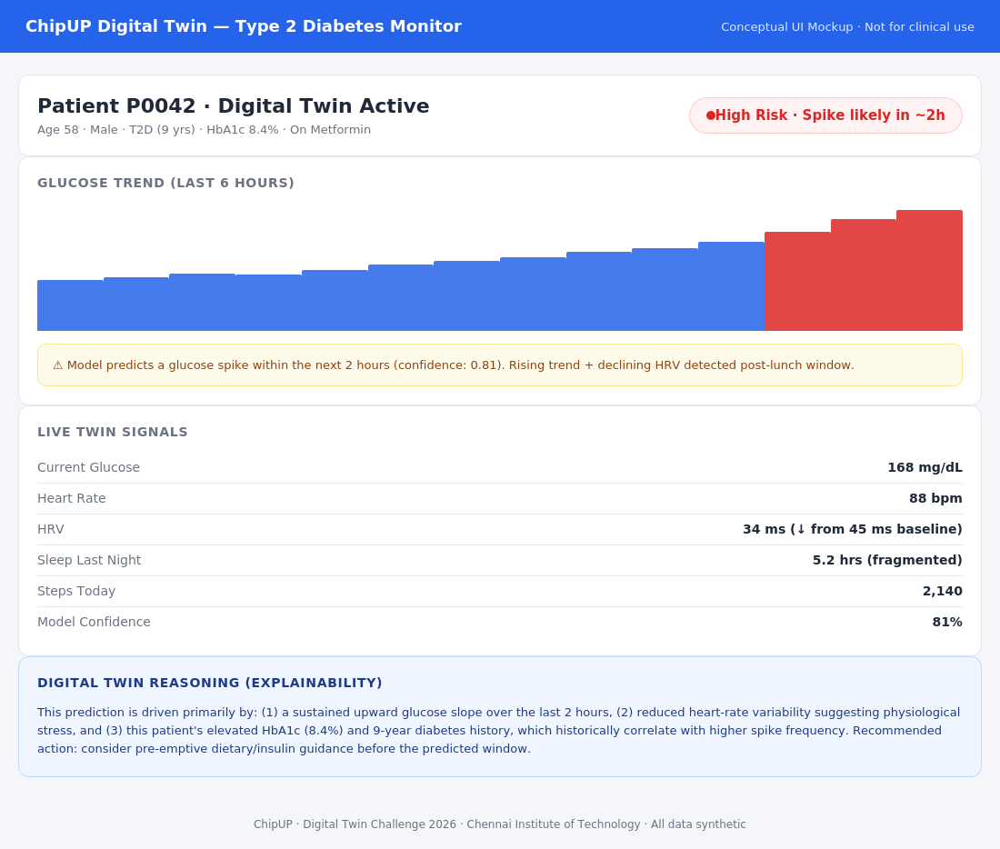 ChipUP Digital Twin — Type 2 Diabetes Monitor
Conceptual UI Mockup · Not for clinical use
Patient P0042 · Digital Twin Active
Age 58 · Male · T2D (9 yrs) · HbA1c 8.4% · On Metformin
●High Risk · Spike likely in ~2h
GLUCOSE TREND (LAST 6 HOURS)
⚠ Model predicts a glucose spike within the next 2 hours (confidence: 0.81). Rising trend + declining HRV detected post-lunch window.
LIVE TWIN SIGNALS
Current Glucose 168 mg/dL
Heart Rate 88 bpm
HRV 34 ms (↓ from 45 ms baseline)
Sleep Last Night 5.2 hrs (fragmented)
Steps Today 2,140
Model Confidence 81%
DIGITAL TWIN REASONING (EXPLAINABILITY)
This prediction is driven primarily by: (1) a sustained upward glucose slope over the last 2 hours, (2) reduced heart-rate variability suggesting physiological
stress, and (3) this patient's elevated HbA1c (8.4%) and 9-year diabetes history, which historically correlate with higher spike frequency. Recommended
action: consider pre-emptive dietary/insulin guidance before the predicted window.
ChipUP · Digital Twin Challenge 2026 · Chennai Institute of Technology · All data synthetic